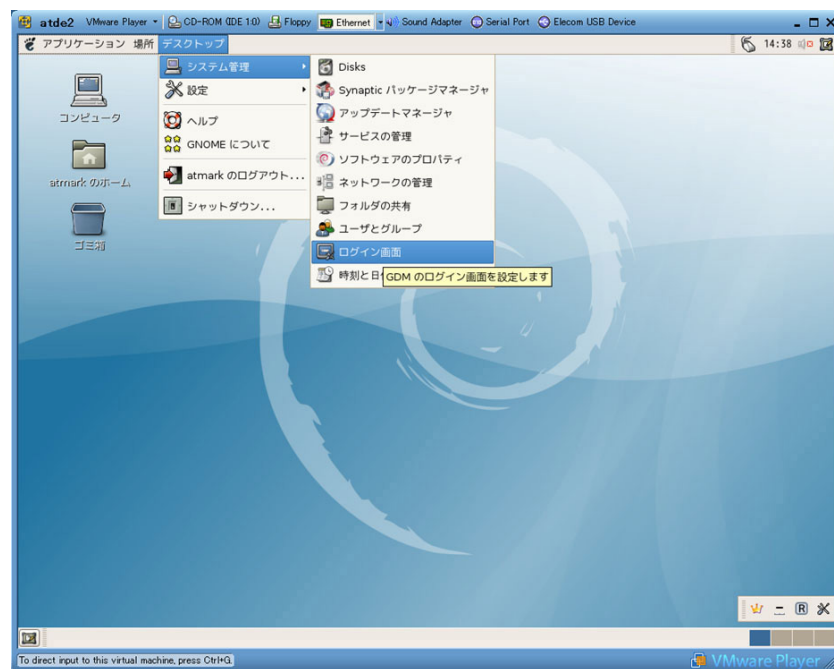 atde2 VMware Player CD-ROM (IDE 1:0) Floppy Ethernet Sound Adapter Serial Port Elecom USB Device
アプリケーション 場所 デスクトップ 14:38
システム管理
設定
ヘルプ
GNOME について
atmark のログアウト...
シャットダウン...
Disks
Synaptic パッケージマネージャ
アップデートマネージャ
サービスの管理
ソフトウェアのプロパティ
ネットワークの管理
フォルダの共有
ユーザとグループ
ログイン画面
時刻と日
GDM のログイン画面を設定します
コンピュータ
atmark のホーム
ゴミ箱
R
To direct input to this virtual machine, press Ctrl+G.
VMware Player